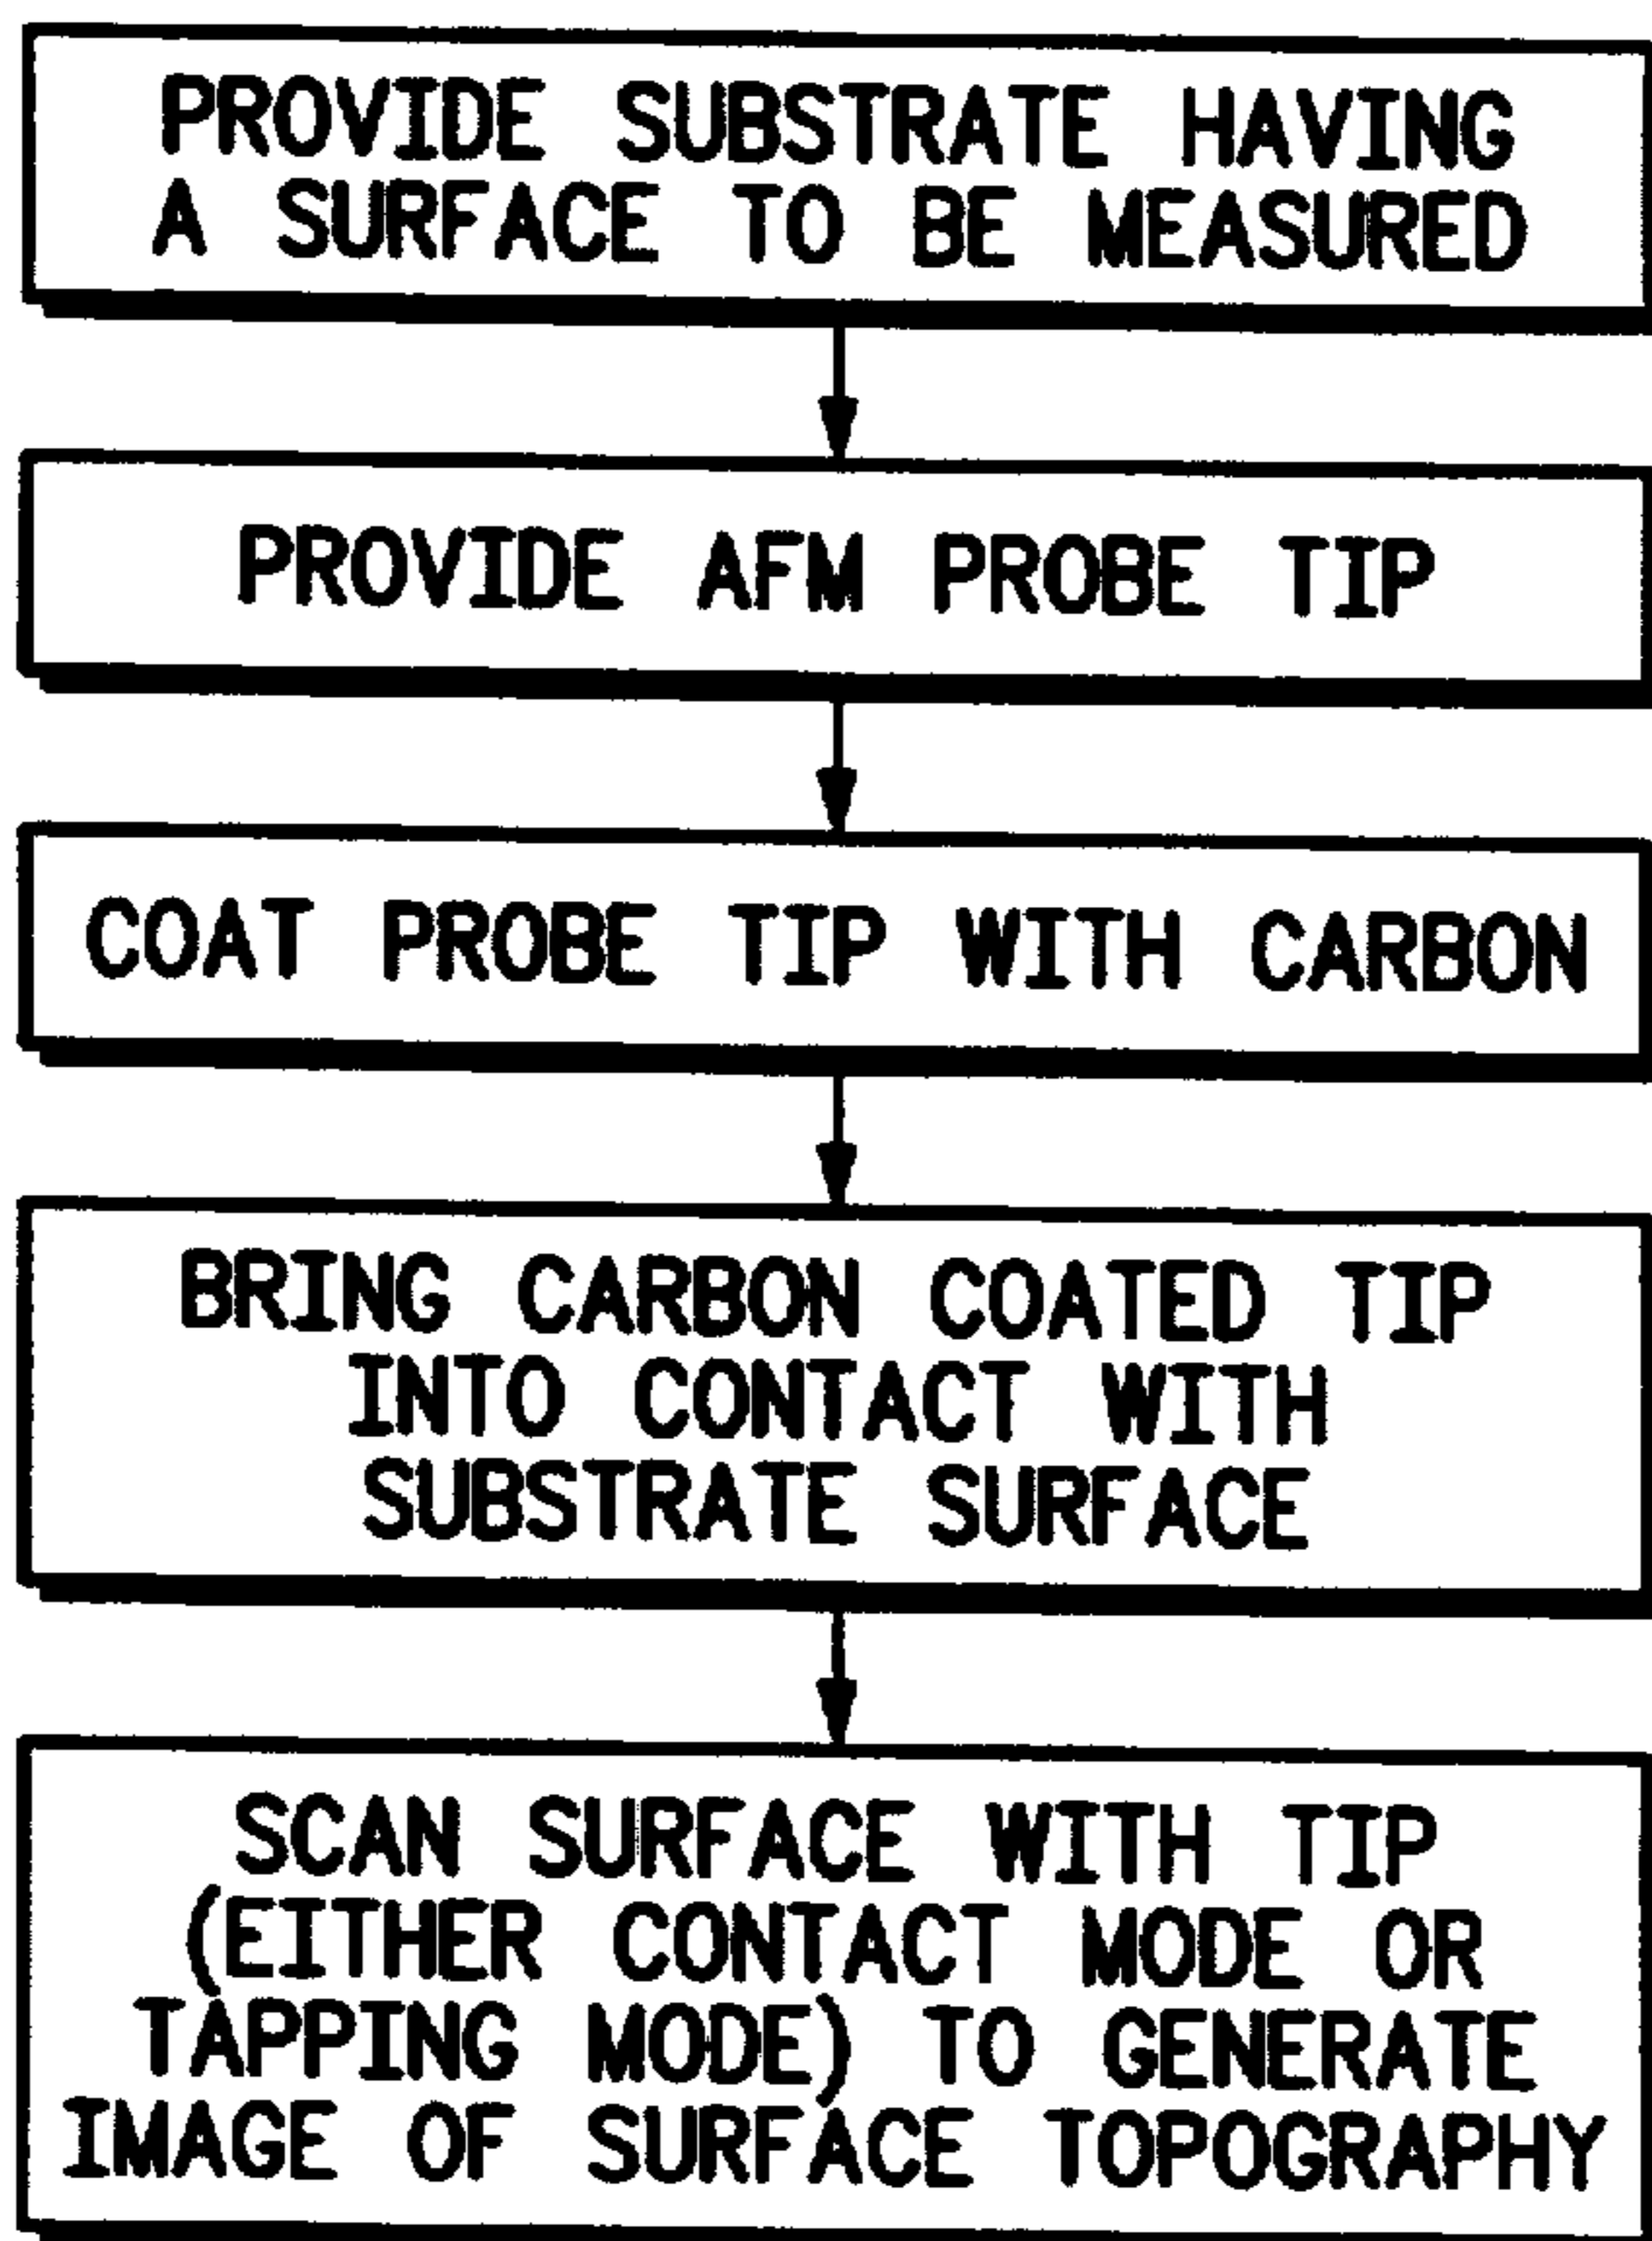 PROVIDE SUBSTRATE HAVING
A SURFACE TO BE MEASURED
PROVIDE AFM PROBE TIP
COAT PROBE TIP WITH CARBON
BRING CARBON COATED TIP
INTO CONTACT WITH
SUBSTRATE SURFACE
SCAN SURFACE WITH TIP
(EITHER CONTACT MODE OR
TAPPING MODE) TO GENERATE
IMAGE OF SURFACE TOPOGRAPHY